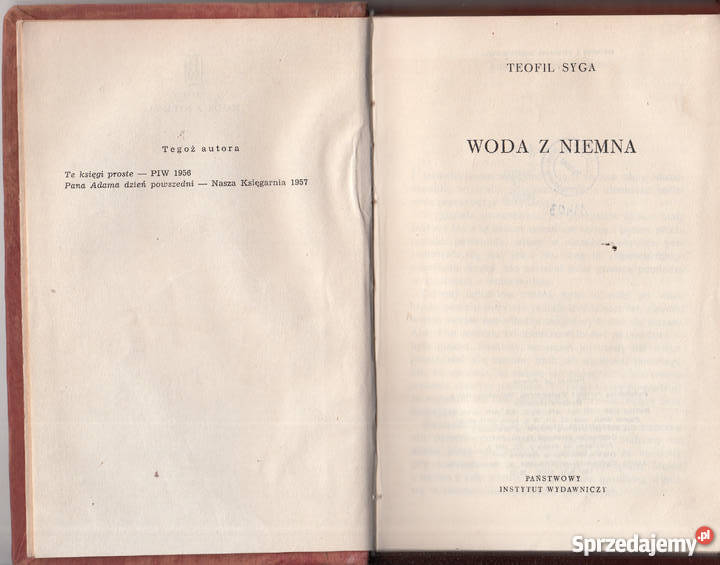 Tegoż autora
Te księgi proste — PIW 1956
Pana Adama dzień powszedni — Nasza Księgarnia 1957
TEOFIL SYGA
WODA Z NIEMNA
PAŃSTWOWY
INSTYTUT WYDAWNICZY
Sprzedajemy.pl